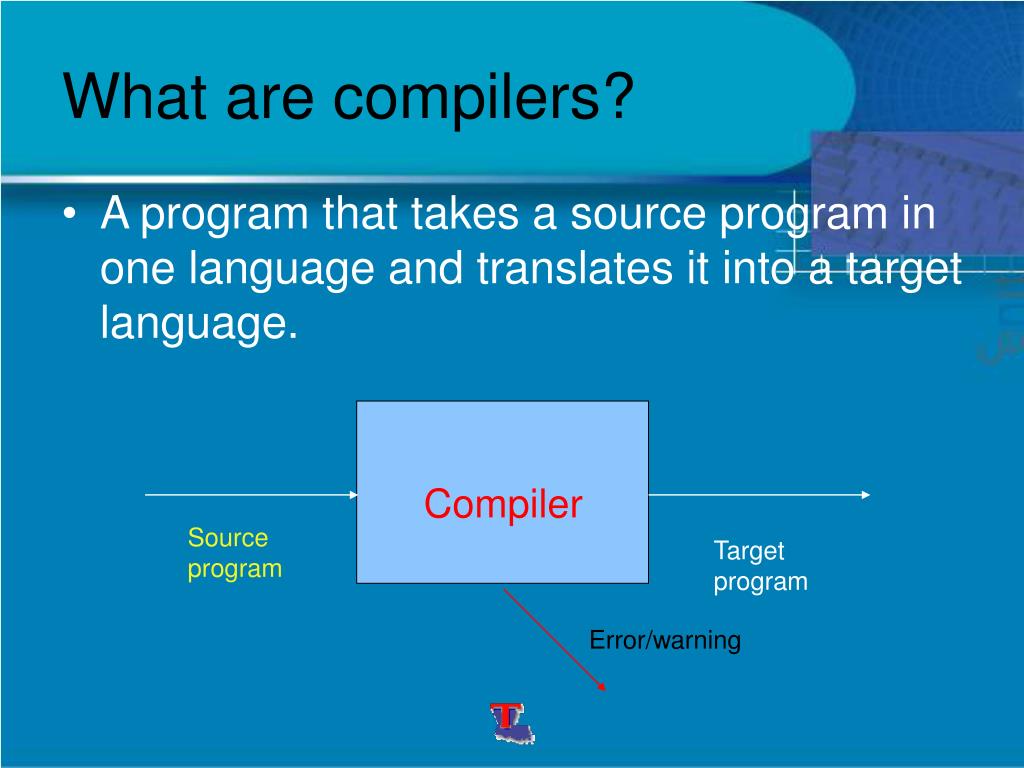 What are compilers?
• A program that takes a source program in
one language and translates it into a target
language.
Compiler
Source
program
Target
program
Error/warning
T